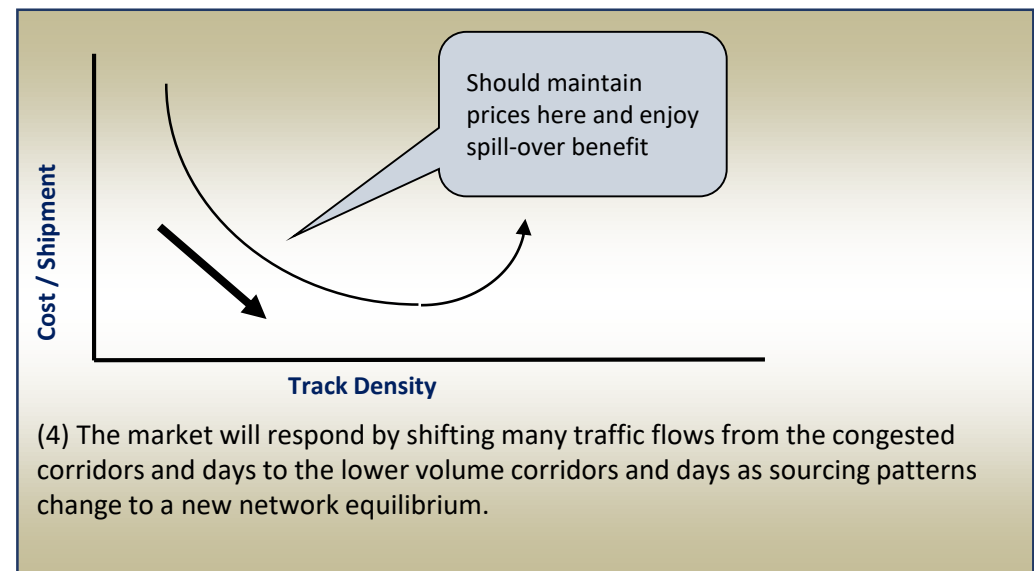 Should maintain
prices here and enjoy
spill-over benefit
Cost / Shipment
Track Density
(4) The market will respond by shifting many traffic flows from the congested
corridors and days to the lower volume corridors and days as sourcing patterns
change to a new network equilibrium.